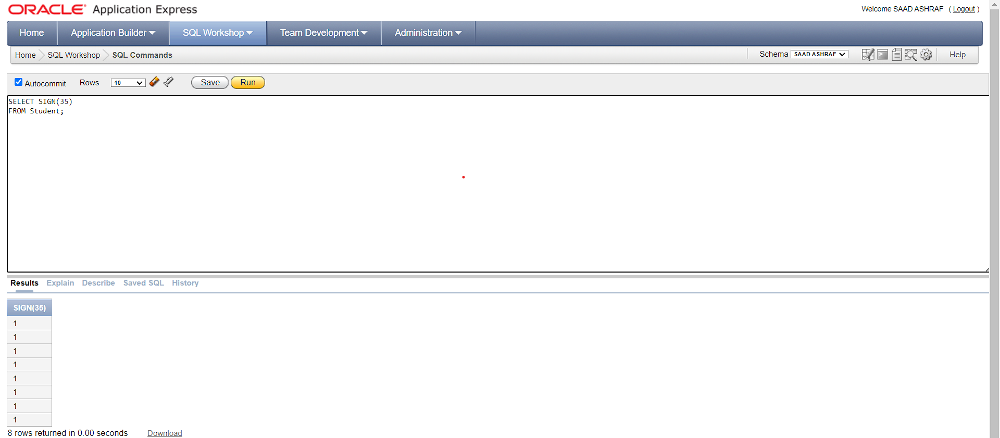 ORACLE Application Express
Welcome SAAD ASHRAF ( Logout )
Home Application Builder SQL Workshop Team Development Administration
Home SQL Workshop SQL Commands Schema SAAD ASHRAF Help
Autocommit Rows 10 Save Run
SELECT SIGN(35)
FROM Student;
Results Explain Describe Saved SQL History
SIGN(35)
1
1
1
1
1
1
1
1
8 rows returned in 0.00 seconds Download